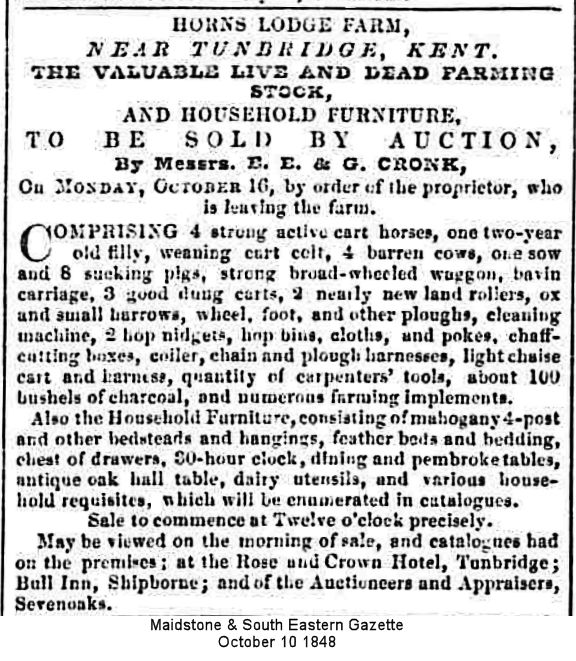 HORNS LODGE FARM,
NEAR TUNBRIDGE, KENT.
THE VALUABLE LIVE AND DEAD FARMING
STOCK,
AND HOUSEHOLD FURNITURE,
TO BE SOLD BY AUCTION,
By Messrs. E. E. & G. CRONK,
On MONDAY, OCTOBER 16, by order of the proprietor, who
is leaving the farm.
COMPRISING 4 strong active cart horses, one two-year
old filly, weaning cart colt, 4 barren cows, one sow
and 8 sucking pigs, strong broad-wheeled waggon, bavin
carriage, 3 good dung carts, 2 nearly new land rollers, ox
and small harrows, wheel, foot, and other ploughs, cleaning
machine, 2 hop nidgets, hop bins, cloths, and pokes, chaff-
cutting boxes, coiler, chain and plough harnesses, light chaise
cart and harness, quantity of carpenters' tools, about 100
bushels of charcoal, and numerous farming implements.
Also the Household Furniture, consisting of mahogany 4-post
and other bedsteads and hangings, feather beds and bedding,
chest of drawers, 30-hour clock, dining and pembroke tables,
antique oak hall table, dairy utensils, and various house-
hold requisites, which will be enumerated in catalogues.
Sale to commence at Twelve o'clock precisely.
May be viewed on the morning of sale, and catalogues had
on the premises; at the Rose and Crown Hotel, Tunbridge;
Bull Inn, Shipborne; and of the Auctioneers and Appraisers,
Sevenoaks.
Maidstone & South Eastern Gazette
October 10 1848